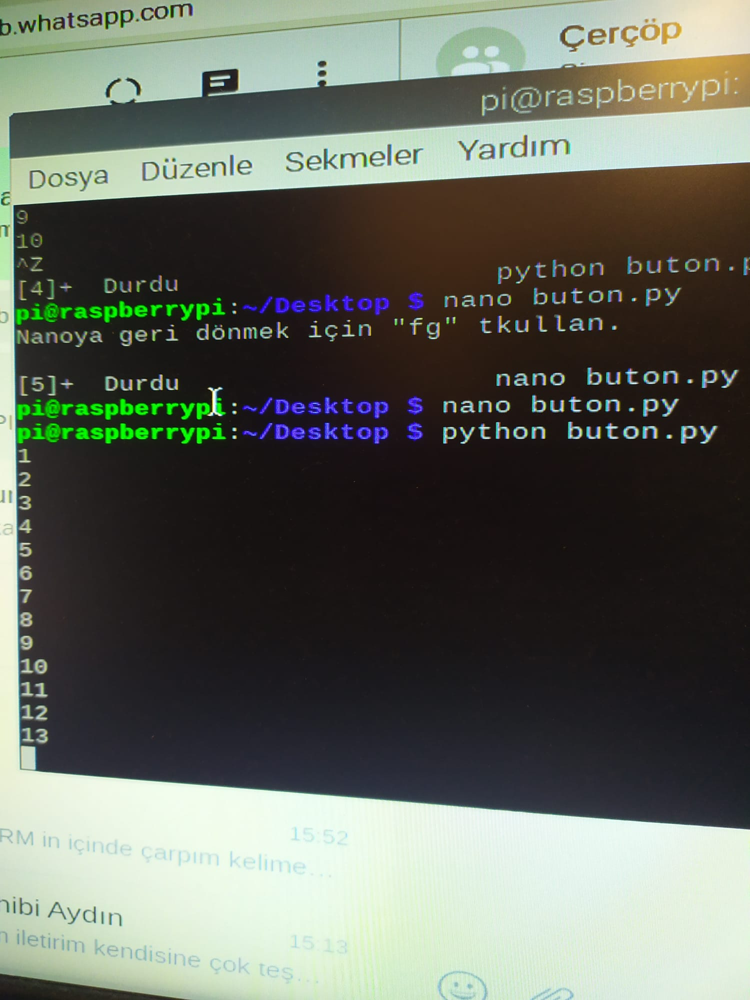 b.whatsapp.com
Çerçöp
pi@raspberrypi:
Dosya Düzenle Sekmeler Yardım
9
10
^Z
[4]+ Durdu python buton.p
pi@raspberrypi:~/Desktop $ nano buton.py
Nanoya geri dönmek için "fg" tkullan.
[5]+ Durdu nano buton.py
pi@raspberrypi:~/Desktop $ nano buton.py
pi@raspberrypi:~/Desktop $ python buton.py
1
2
3
4
5
6
7
8
9
10
11
12
13
15:52
RM in içinde çarpım kelime...
hibi Aydın
15:13
n iletirim kendisine çok teş...